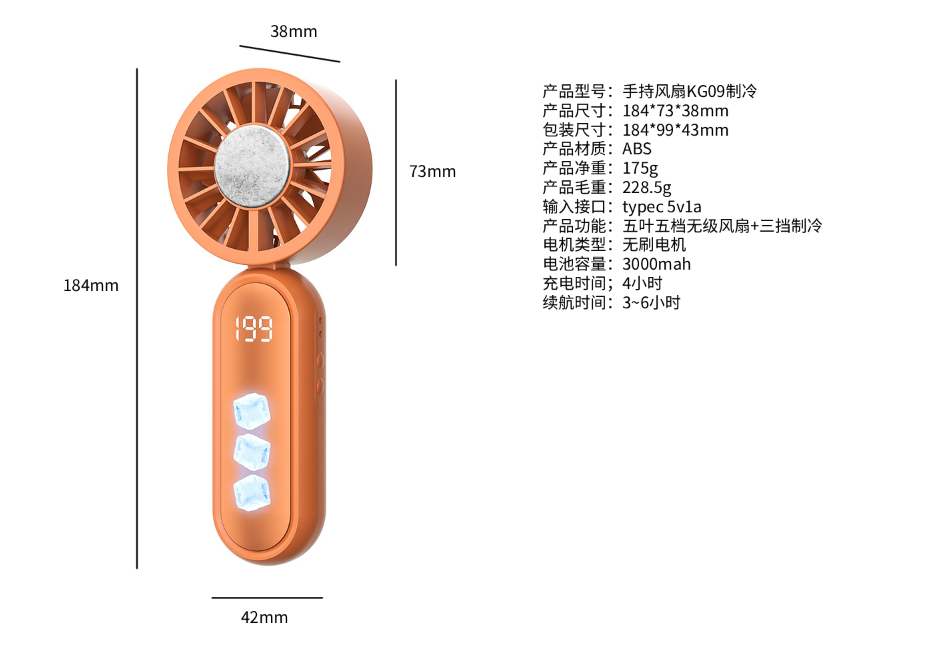 38mm
73mm
184mm
199
42mm
产品型号：手持风扇KG09制冷
产品尺寸：184*73*38mm
包装尺寸：184*99*43mm
产品材质：ABS
产品净重：175g
产品毛重：228.5g
输入接口：typec 5v1a
产品功能：五叶五档无级风扇+三挡制冷
电机类型：无刷电机
电池容量：3000mah
充电时间；4小时
续航时间：3~6小时